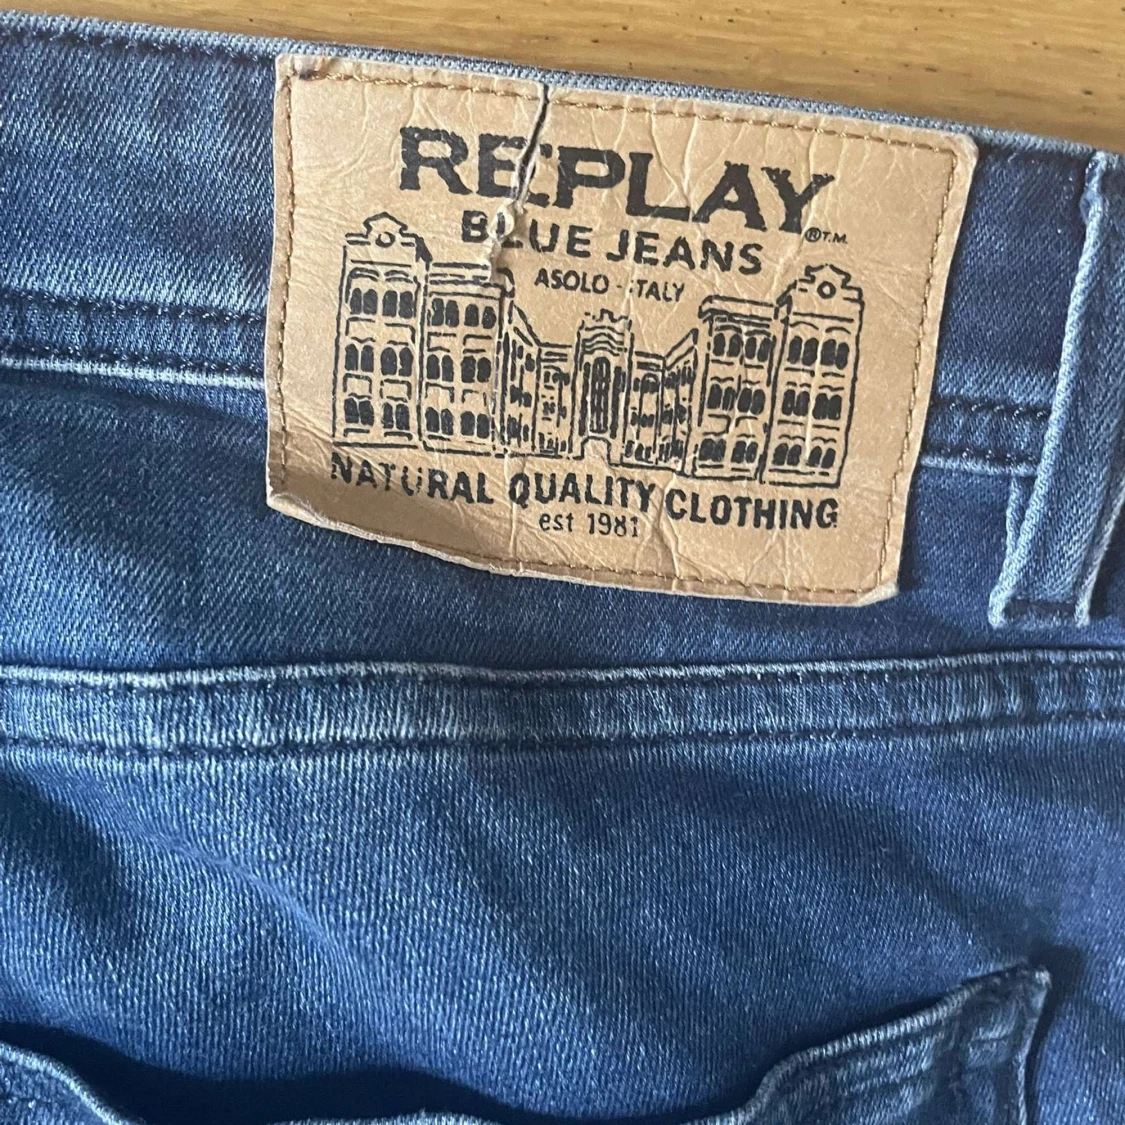 REPLAY ®T.M.
BLUE JEANS
ASOLO - ITALY
NATURAL QUALITY CLOTHING
est 1981